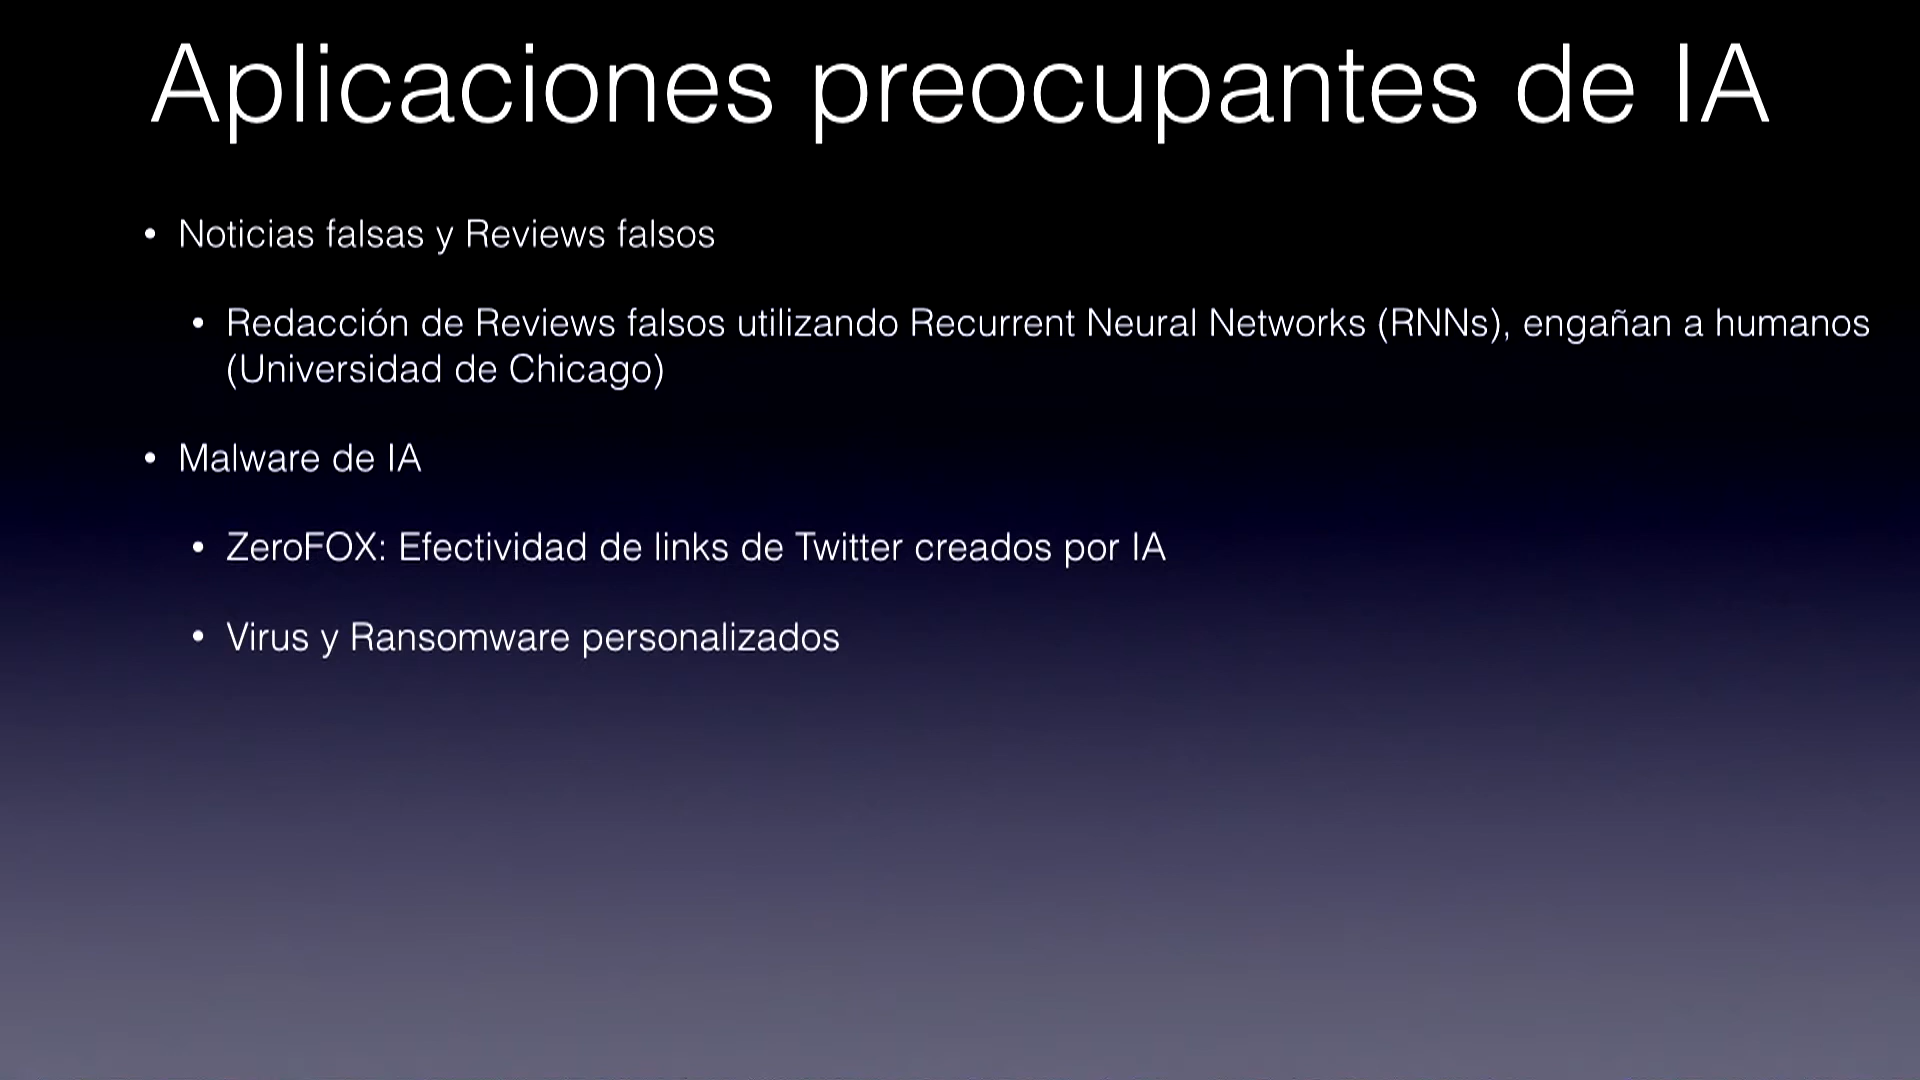 Aplicaciones preocupantes de IA
• Noticias falsas y Reviews falsos
• Redacción de Reviews falsos utilizando Recurrent Neural Networks (RNNs), engañan a humanos
(Universidad de Chicago)
• Malware de IA
• ZeroFOX: Efectividad de links de Twitter creados por IA
• Virus y Ransomware personalizados